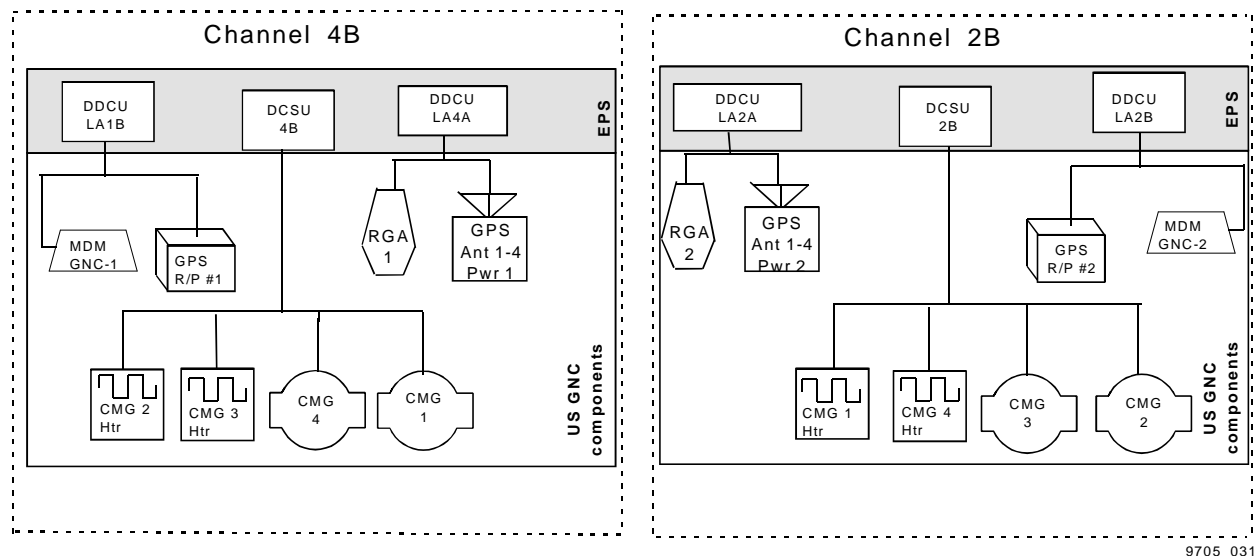 Channel 4B
DDCU
LA1B
DCSU
4B
DDCU
LA4A
EPS
MDM
GNC-1
GPS
R/P #1
RGA
1
GPS
Ant 1-4
Pwr 1
CMG 2
Htr
CMG 3
Htr
CMG
4
CMG
1
US GNC
components
Channel 2B
DDCU
LA2A
DCSU
2B
DDCU
LA2B
EPS
RGA
2
GPS
Ant 1-4
Pwr 2
GPS
R/P #2
MDM
GNC-2
CMG 1
Htr
CMG 4
Htr
CMG
3
CMG
2
US GNC
components
9705_031